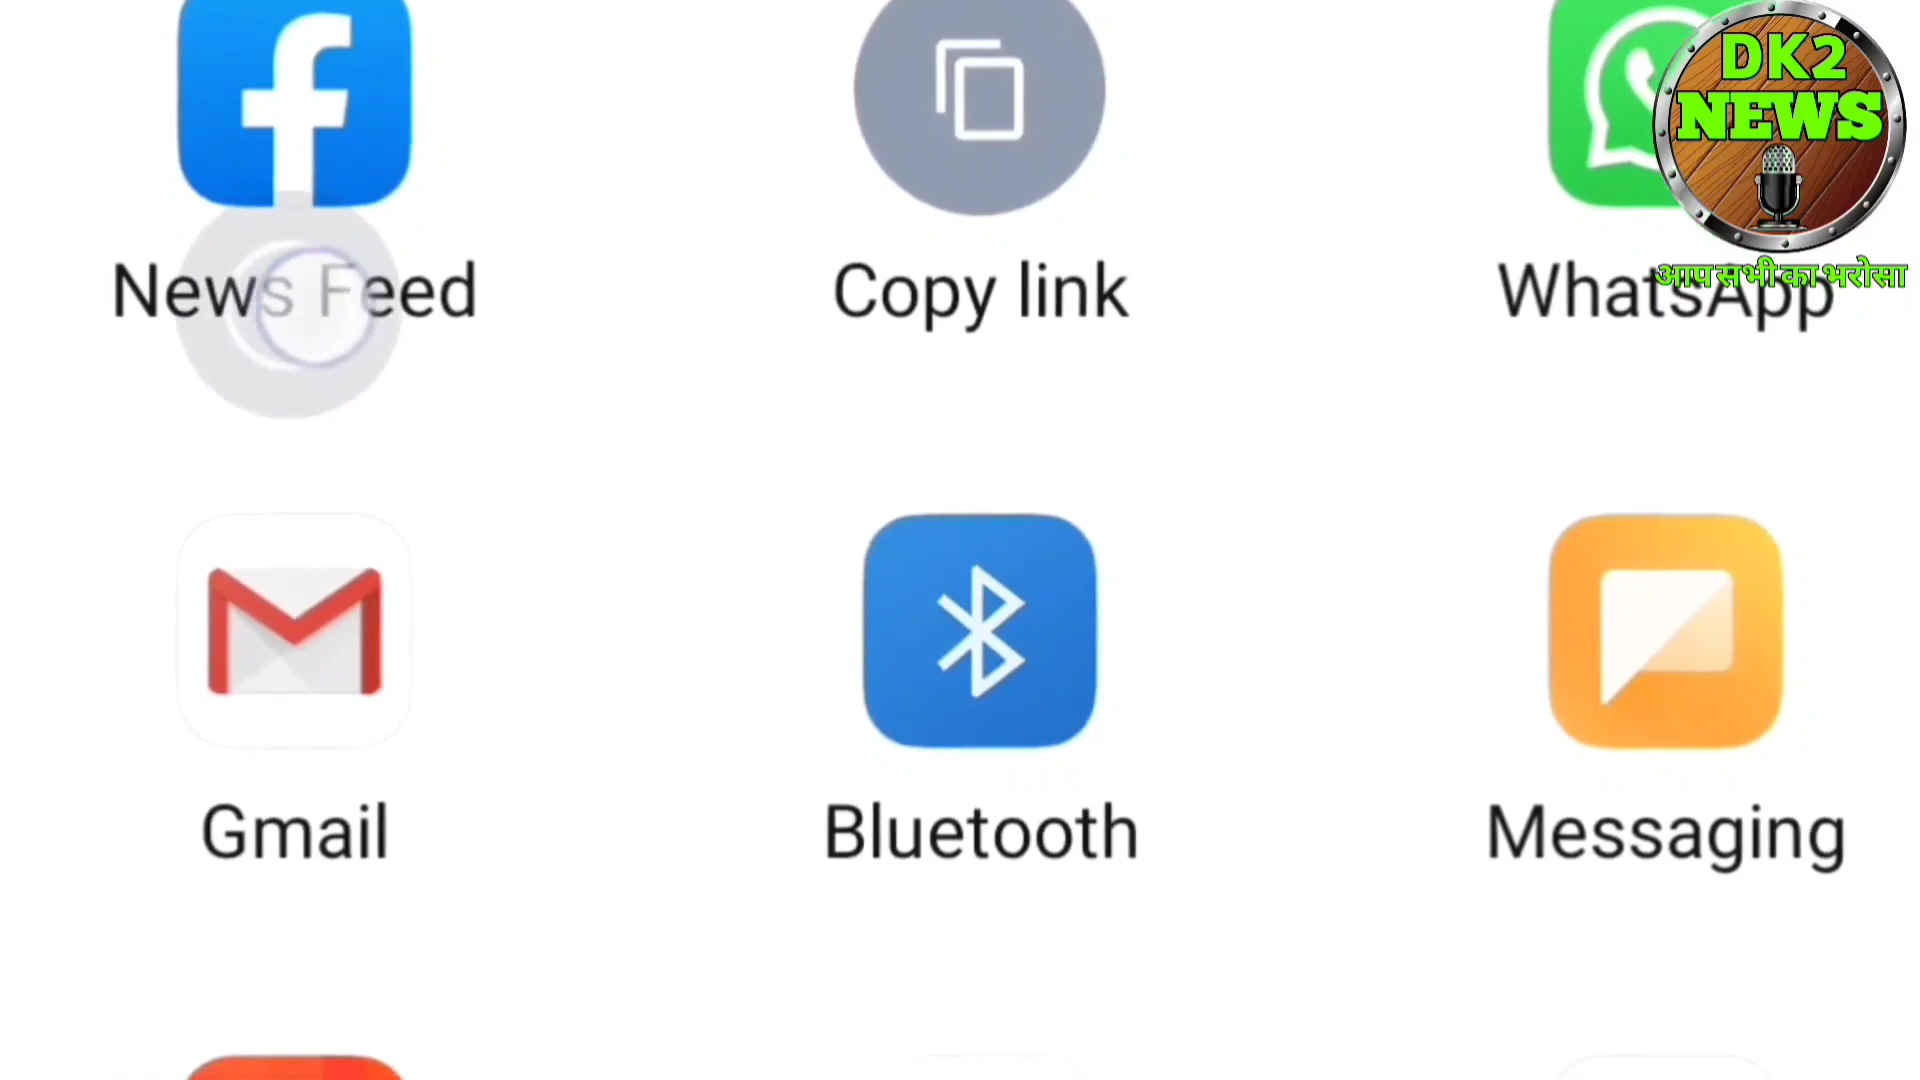 DK2
NEWS
आप सभी का भरोसा
News Feed
Copy link
WhatsApp
Gmail
Bluetooth
Messaging